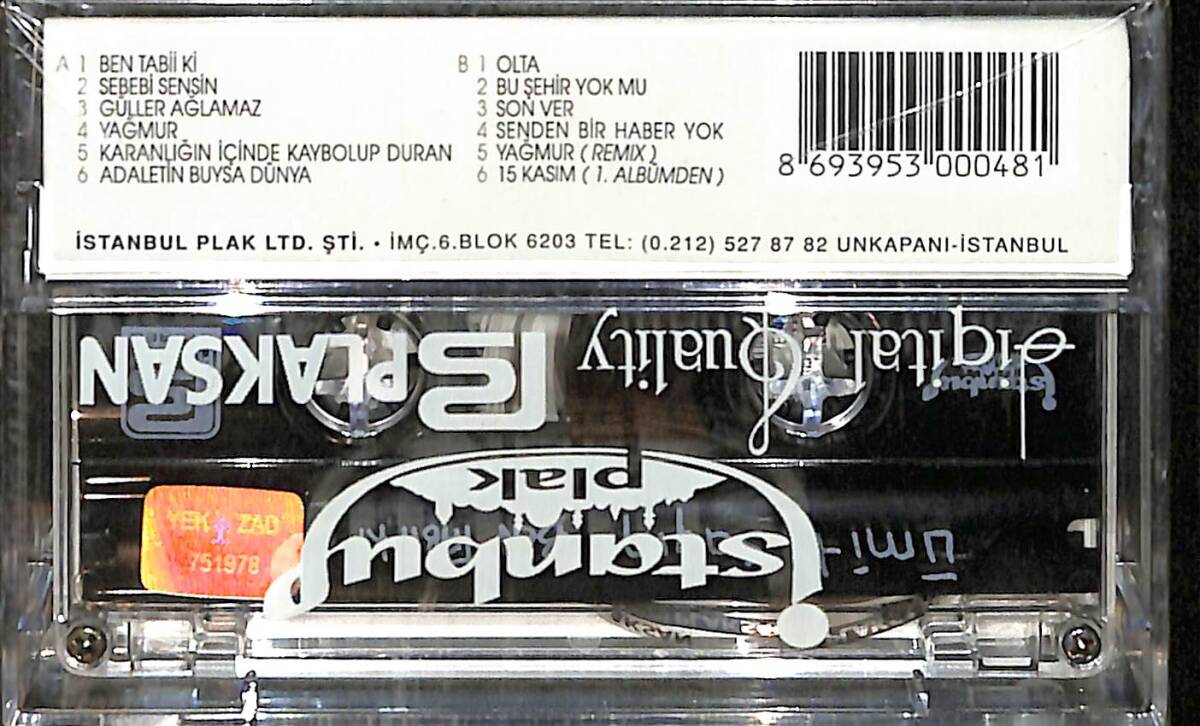 A 1 BEN TABİİ Kİ
2 SEBEBİ SENSİN
3 GÜLLER AĞLAMAZ
4 YAĞMUR
5 KARANLIĞIN İÇİNDE KAYBOLUP DURAN
6 ADALETİN BUYSA DÜNYA
B 1 OLTA
2 BU ŞEHİR YOK MU
3 SON VER
4 SENDEN BİR HABER YOK
5 YAĞMUR ( REMIX )
6 15 KASIM ( 1. ALBÜMDEN )
8 693953 000481
İSTANBUL PLAK LTD. ŞTİ. • İMÇ.6.BLOK 6203 TEL: (0.212) 527 87 82 UNKAPANI-İSTANBUL
Digital Quality
S PLAKSAN
istanbul
plak
istanbul
ümit
YEK ZAD
751978